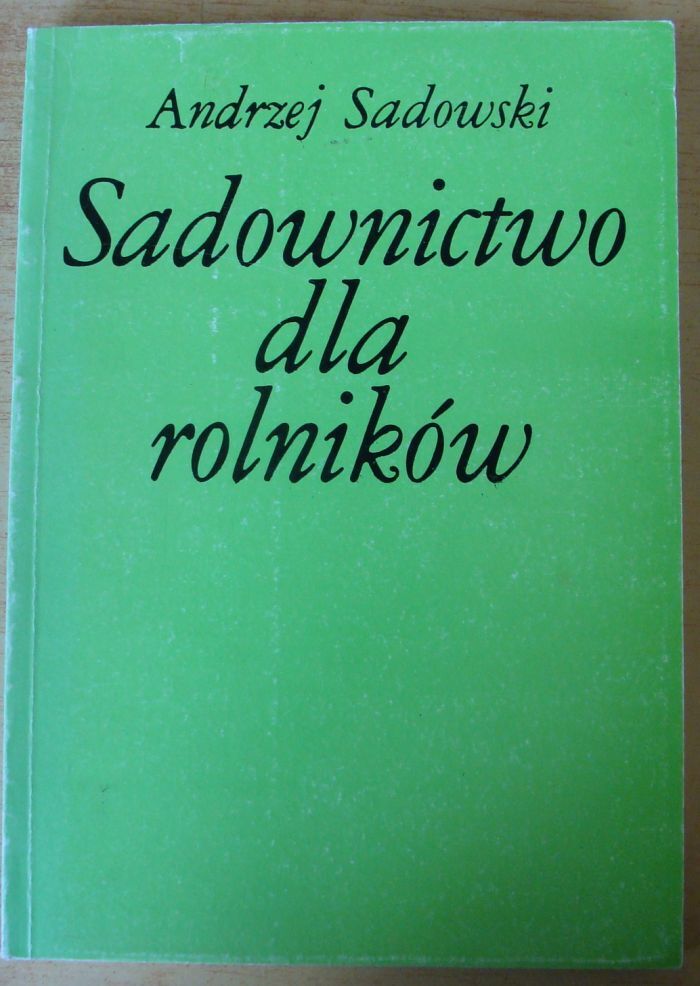 Andrzej Sadowski
Sadownictwo
dla
rolników